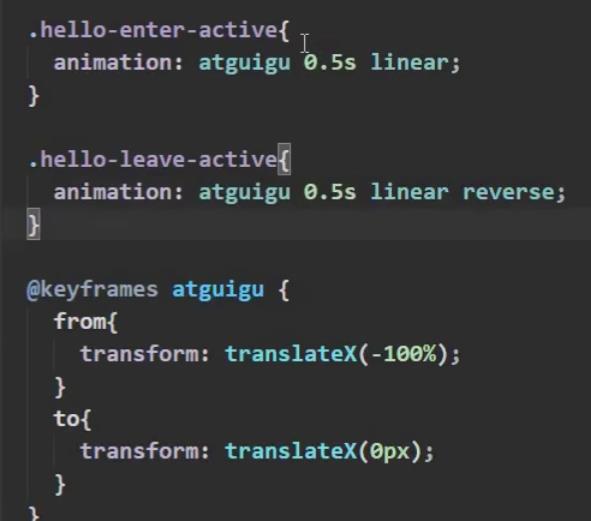 .hello-enter-active{
  animation: atguigu 0.5s linear;
}

.hello-leave-active{
  animation: atguigu 0.5s linear reverse;
}

@keyframes atguigu {
  from{
    transform: translateX(-100%);
  }
  to{
    transform: translateX(0px);
  }
}